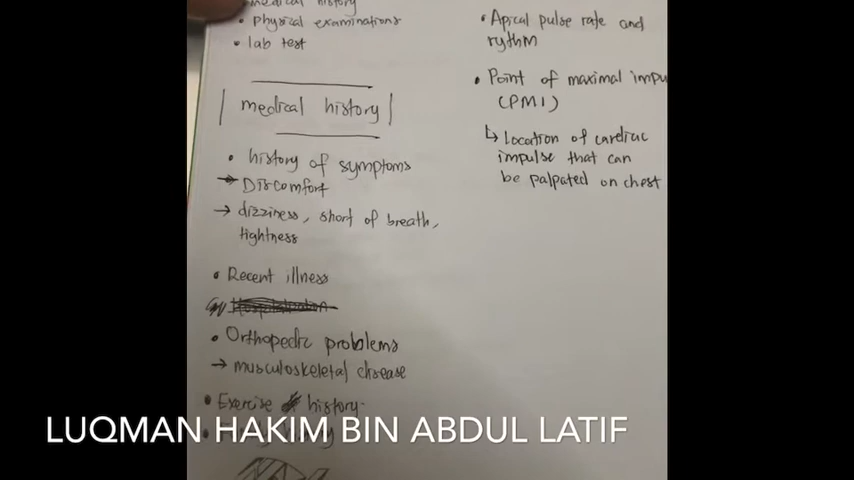 medical history
• Physical examinations
• lab test
medical history
• history of symptoms
→ Discomfort
→ dizziness, short of breath,
tightness
• Recent illness
• Orthopedic problems
→ musculoskeletal disease
• Exercise history
• Apical pulse rate and
rythm
• Point of maximal impu
(PMI)
↳ Location of cardiac
impulse that can
be palpated on chest
LUQMAN HAKIM BIN ABDUL LATIF